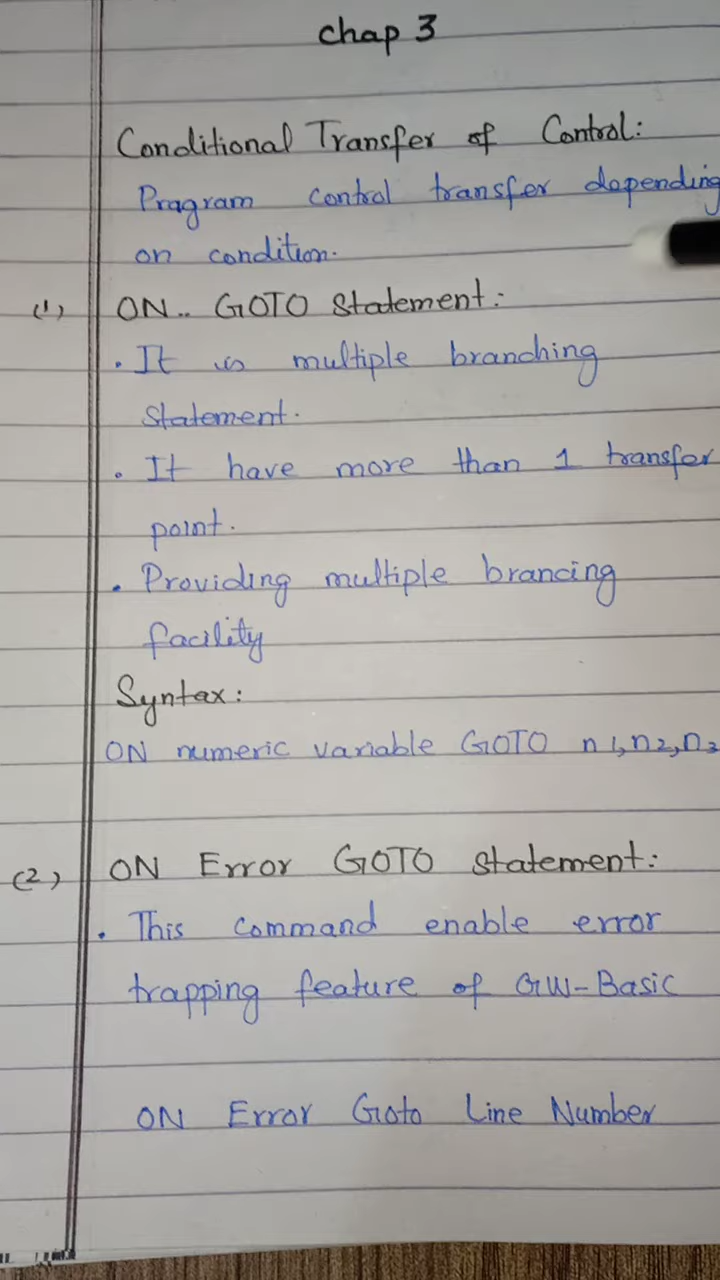 chap 3
Conditional Transfer of Control:
Pragram control transfer depending
on condition.
(1) ON.. GOTO Statement:
. It is multiple branching
Statement.
. It have more than 1 transfer
point.
. Providing multiple brancing
facility
Syntax:
ON numeric variable GOTO n1,n2,n3
(2) ON Error GOTO Statement:
. This command enable error
trapping feature of GW-Basic
ON Error Goto Line Number